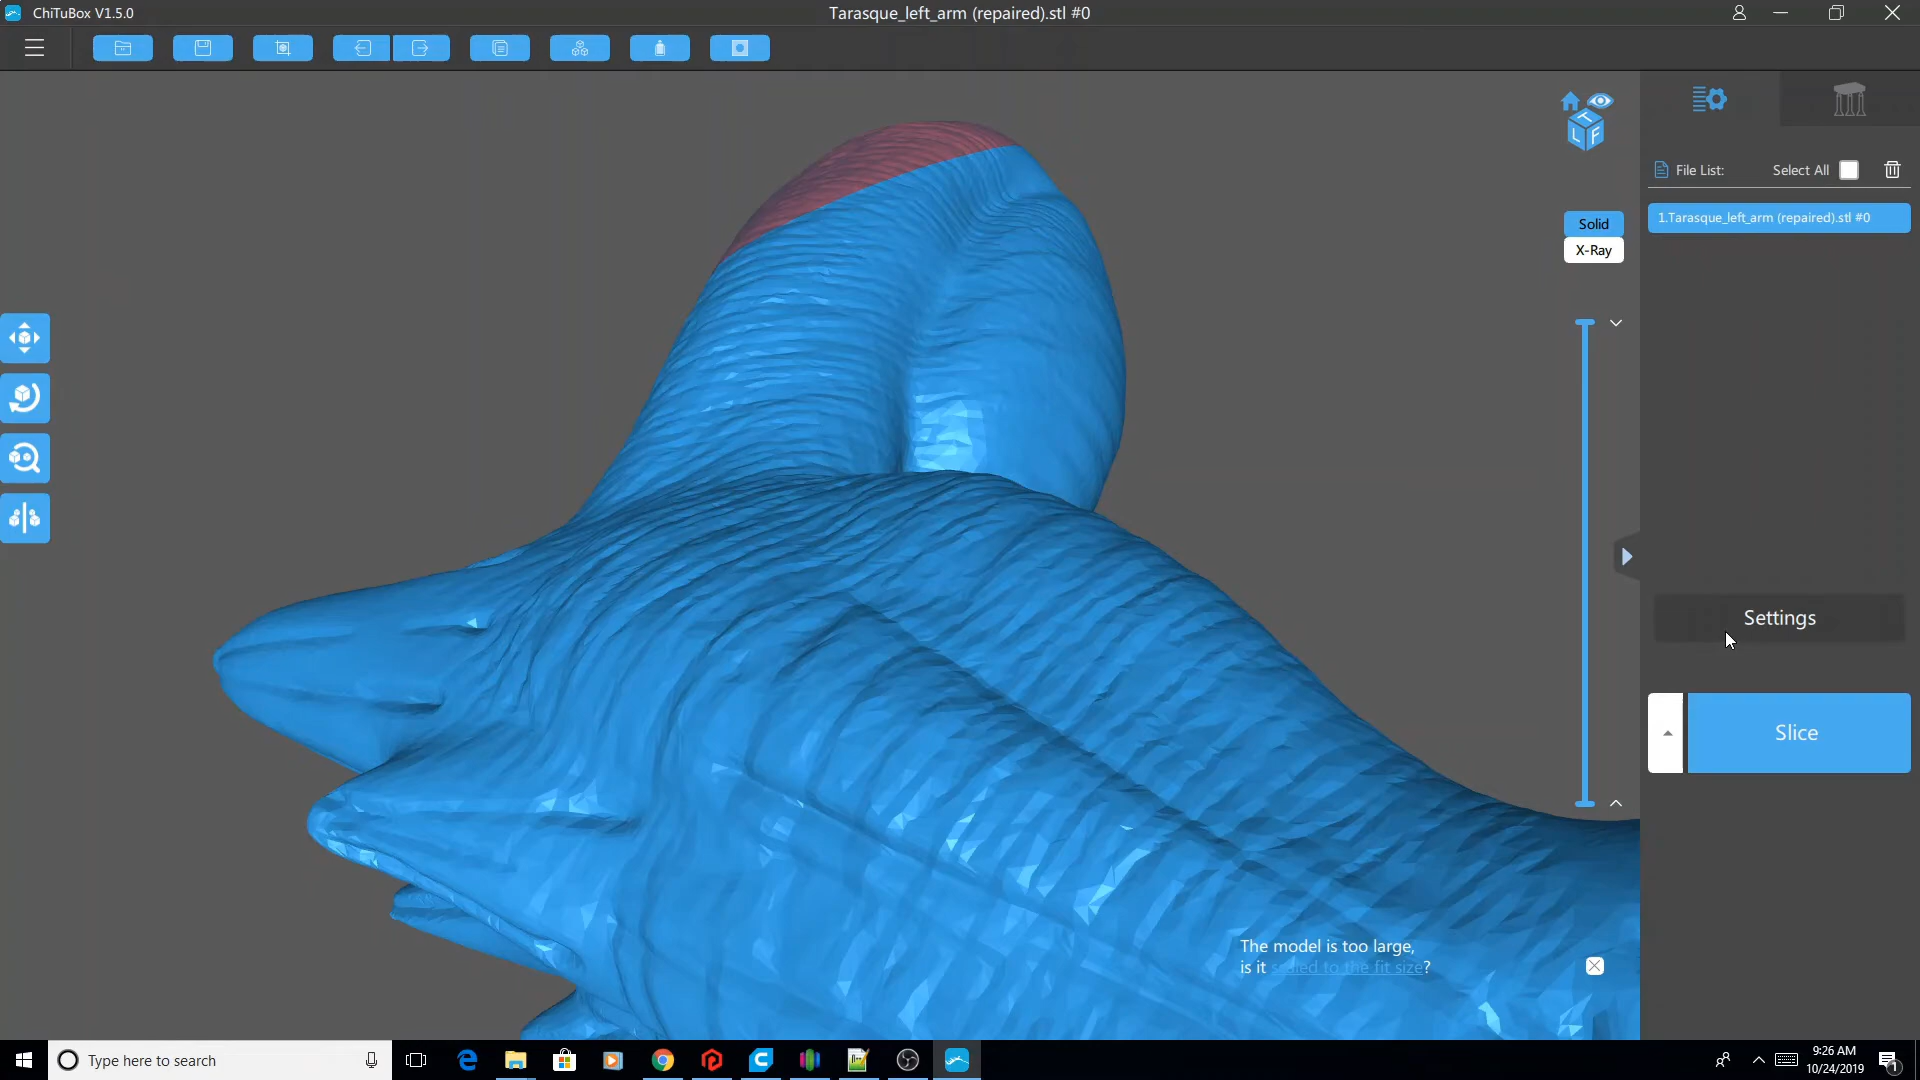 ChiTuBox V1.5.0
Tarasque_left_arm (repaired).stl #0
File List:
Select All
1.Tarasque_left_arm (repaired).stl #0
T
L F
Solid
X-Ray
Settings
Slice
The model is too large,
is it scaled to the fit size?
Type here to search
9:26 AM
10/24/2019
1